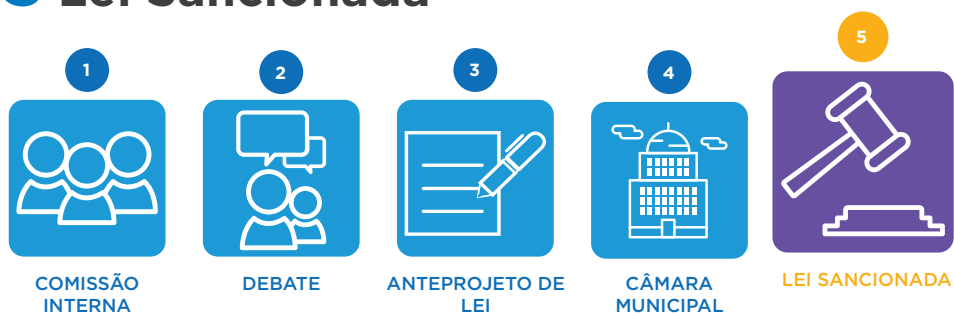 Lei Sancionada
1
2
3
4
5
COMISSÃO
INTERNA
DEBATE
ANTEPROJETO DE
LEI
CÂMARA
MUNICIPAL
LEI SANCIONADA